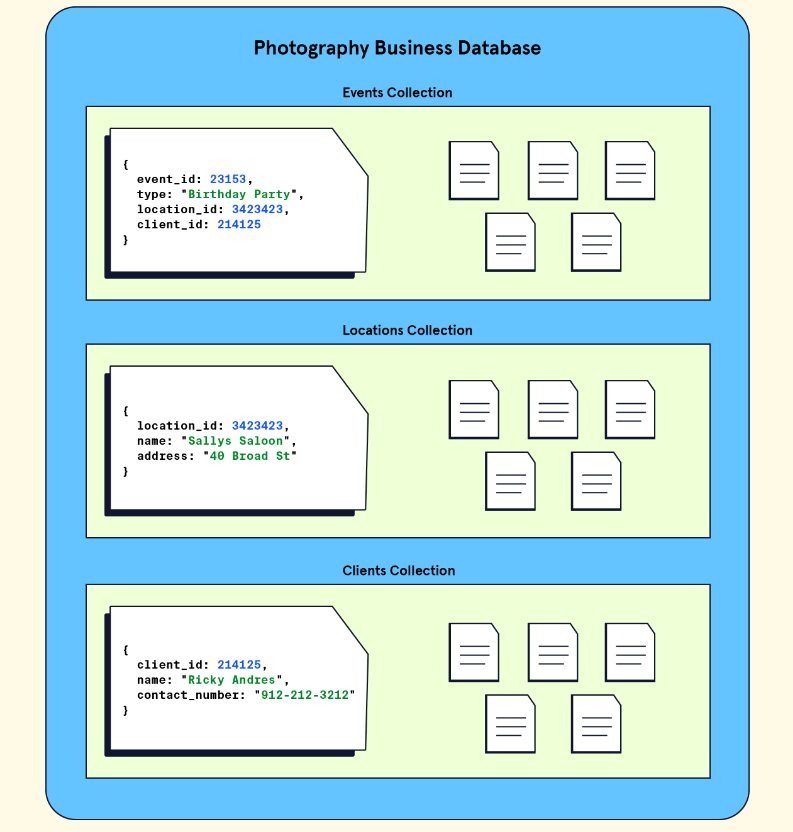 Photography Business Database
Events Collection
{
event_id: 23153,
type: "Birthday Party",
location_id: 3423423,
client_id: 214125
}
Locations Collection
{
location_id: 3423423,
name: "Sallys Saloon",
address: "40 Broad St"
}
Clients Collection
{
client_id: 214125,
name: "Ricky Andres",
contact_number: "912-212-3212"
}